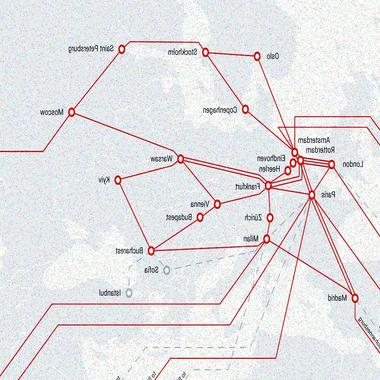 Saint Petersburg
Stockholm
Oslo
Moscow
Copenhagen
Amsterdam
Rotterdam
Eindhoven
London
Warsaw
Heerlen
Kyiv
Frankfurt
Paris
Vienna
Budapest
Zürich
Milan
Bucharest
Sofia
Istanbul
Madrid